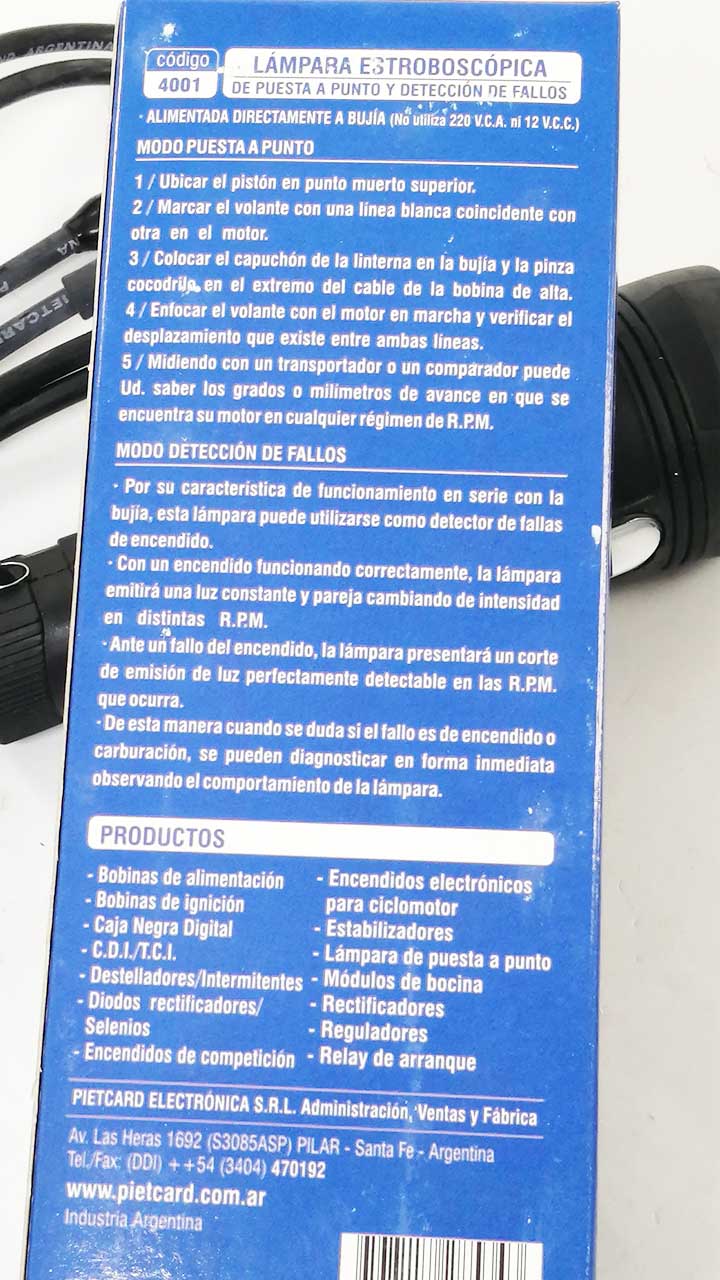 código
4001
LÁMPARA ESTROBOSCÓPICA
DE PUESTA A PUNTO Y DETECCIÓN DE FALLOS
· ALIMENTADA DIRECTAMENTE A BUJÍA (No utiliza 220 V.C.A. ni 12 V.C.C.)
MODO PUESTA A PUNTO
1 / Ubicar el pistón en punto muerto superior.
2 / Marcar el volante con una línea blanca coincidente con
otra en el motor.
3 / Colocar el capuchón de la linterna en la bujía y la pinza
cocodrilo en el extremo del cable de la bobina de alta.
4 / Enfocar el volante con el motor en marcha y verificar el
desplazamiento que existe entre ambas líneas.
5 / Midiendo con un transportador o un comparador puede
Ud. saber los grados o milímetros de avance en que se
encuentra su motor en cualquier régimen de R.P.M.
MODO DETECCIÓN DE FALLOS
· Por su característica de funcionamiento en serie con la
bujía, esta lámpara puede utilizarse como detector de fallas
de encendido.
· Con un encendido funcionando correctamente, la lámpara
emitirá una luz constante y pareja cambiando de intensidad
en distintas R.P.M.
· Ante un fallo del encendido, la lámpara presentará un corte
de emisión de luz perfectamente detectable en las R.P.M.
que ocurra.
· De esta manera cuando se duda si el fallo es de encendido o
carburación, se pueden diagnosticar en forma inmediata
observando el comportamiento de la lámpara.
PRODUCTOS
- Bobinas de alimentación
- Bobinas de ignición
- Caja Negra Digital
- C.D.I./T.C.I.
- Destelladores/Intermitentes
- Diodos rectificadores/
Selenios
- Encendidos de competición
- Encendidos electrónicos
para ciclomotor
- Estabilizadores
- Lámpara de puesta a punto
- Módulos de bocina
- Rectificadores
- Reguladores
- Relay de arranque
PIETCARD ELECTRÓNICA S.R.L. Administración, Ventas y Fábrica
Av. Las Heras 1692 (S3085ASP) PILAR - Santa Fe - Argentina
Tel./Fax: (DDI) ++54 (3404) 470192
www.pietcard.com.ar
Industria Argentina
ARGENTINA